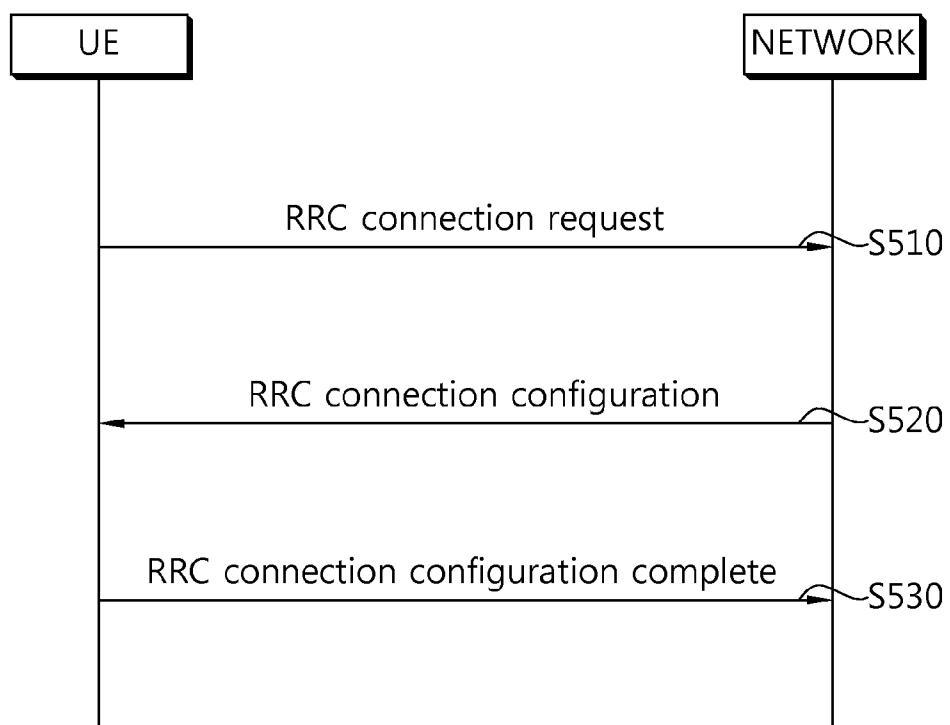 UE
NETWORK
RRC connection request
S510
RRC connection configuration
S520
RRC connection configuration complete
S530